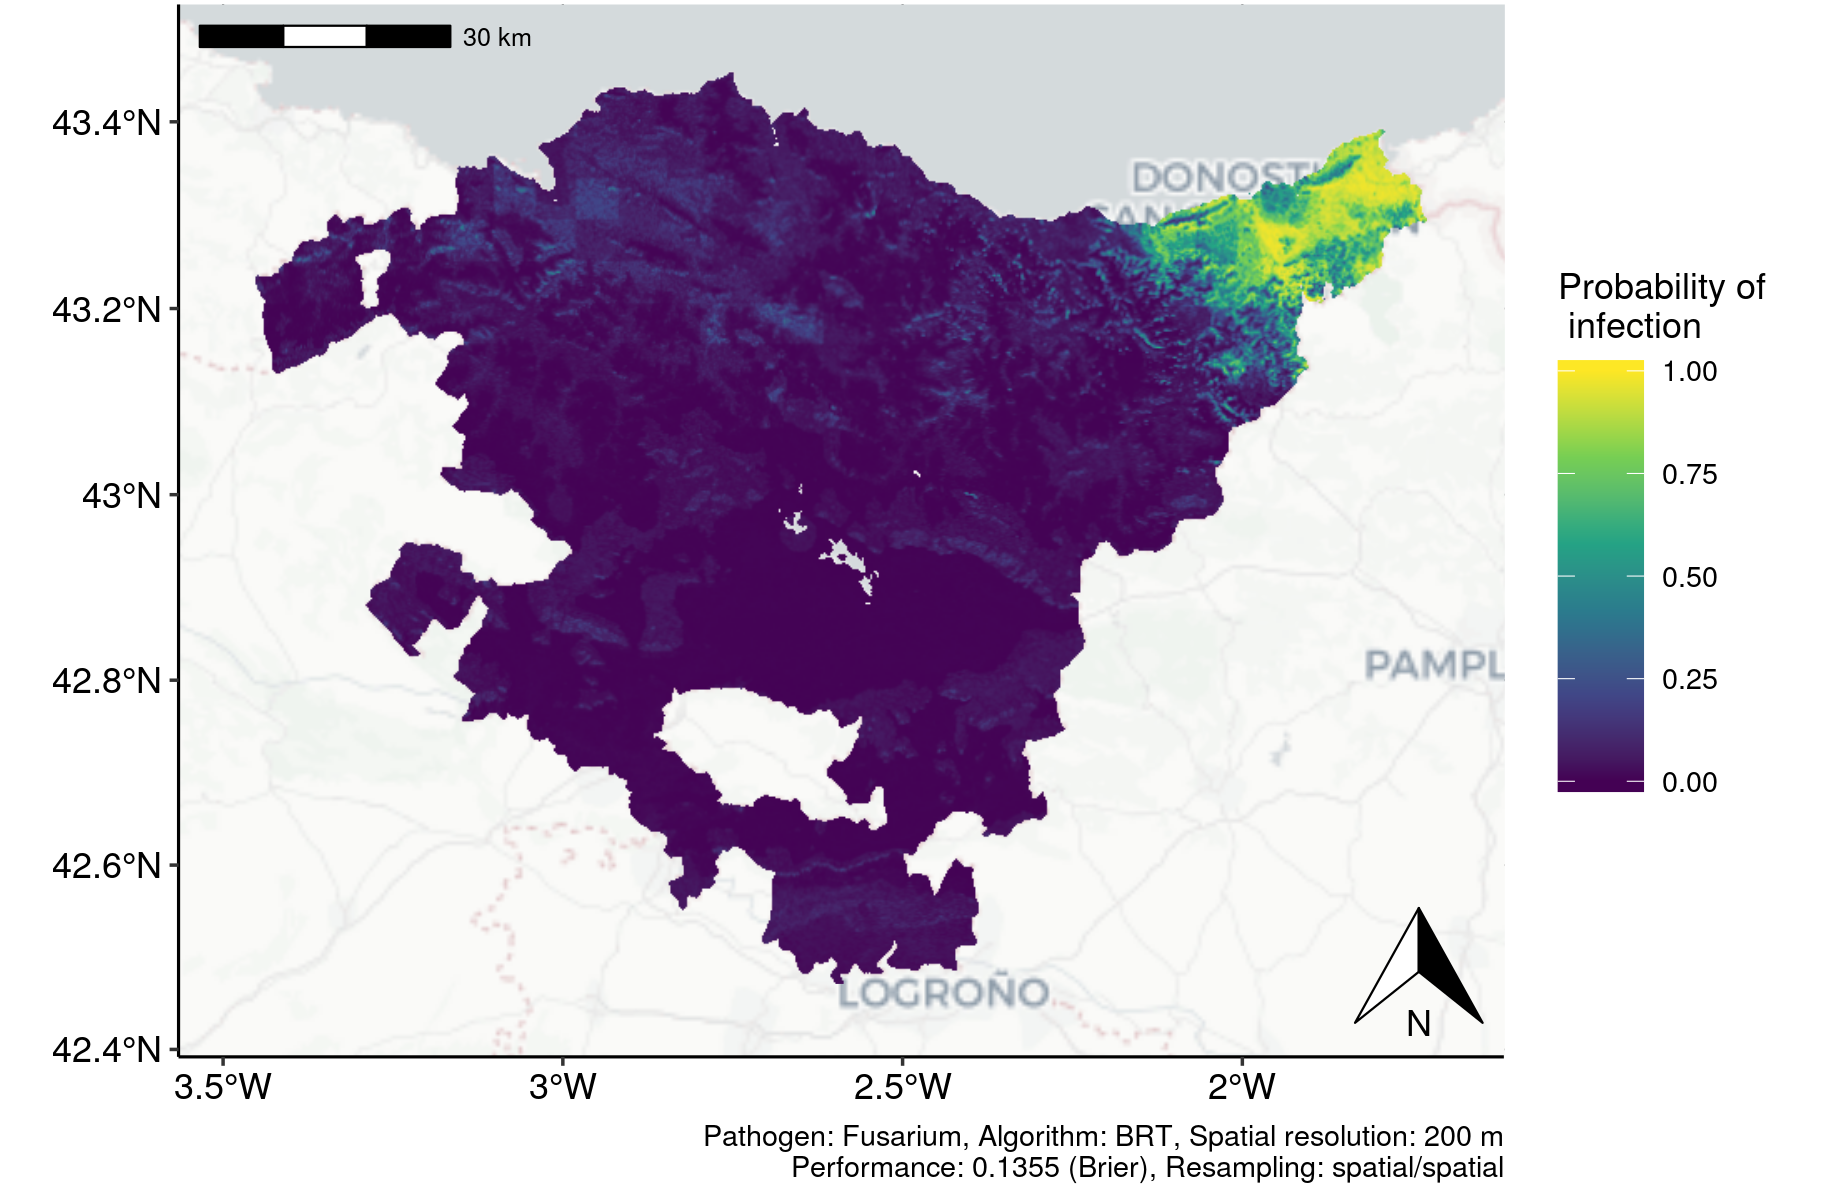 30 km
43.4°N
43.2°N
43°N
42.8°N
42.6°N
42.4°N
3.5°W
3°W
2.5°W
2°W
DONOSTI
SAN
PAMPL
LOGROÑO
N
Probability of
infection
1.00
0.75
0.50
0.25
0.00
Pathogen: Fusarium, Algorithm: BRT, Spatial resolution: 200 m
Performance: 0.1355 (Brier), Resampling: spatial/spatial